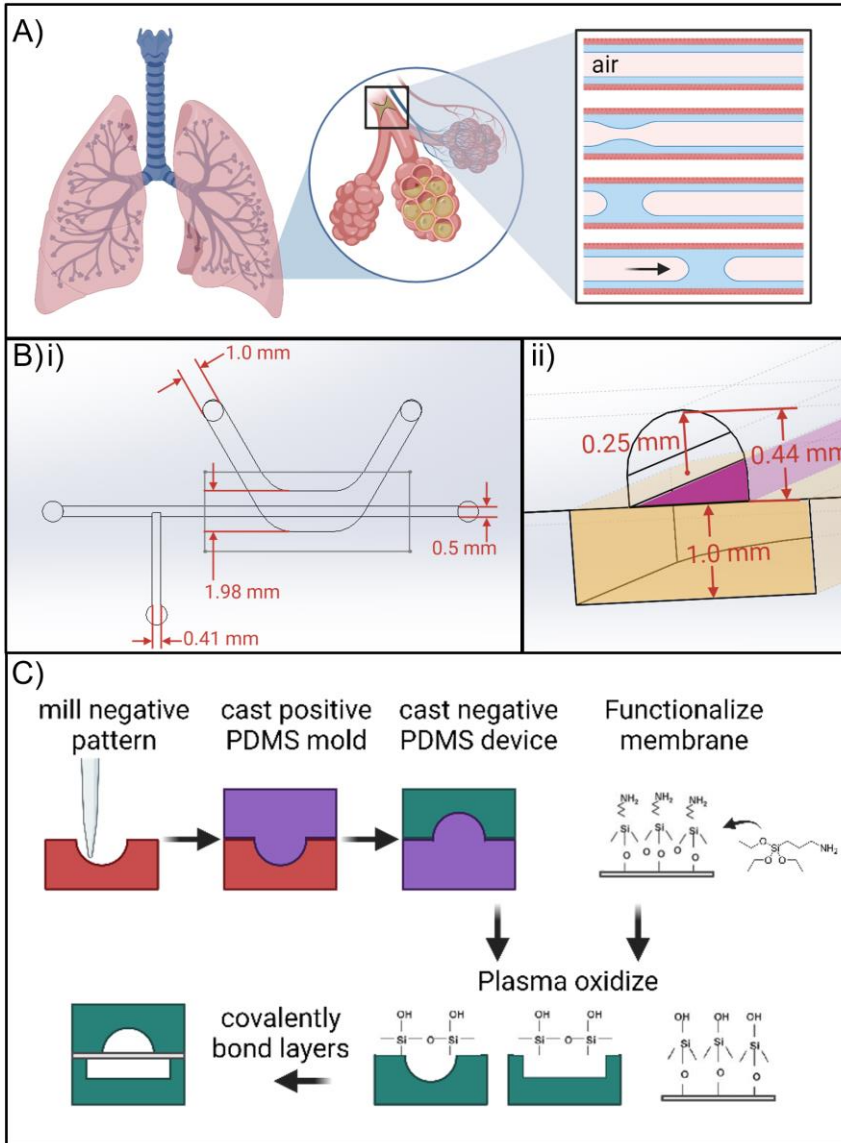 A)
air
B) i)
1.0 mm
0.5 mm
1.98 mm
0.41 mm
ii)
0.25 mm
0.44 mm
1.0 mm
C)
mill negative
pattern
cast positive
PDMS mold
cast negative
PDMS device
Functionalize
membrane
NH₂ NH₂ NH₂
Si Si Si
O O O O
O O O
O
Si
NH₂
O O
Plasma oxidize
covalently
bond layers
OH OH
Si O Si
OH OH
Si O Si
OH OH OH
Si Si Si
O O O